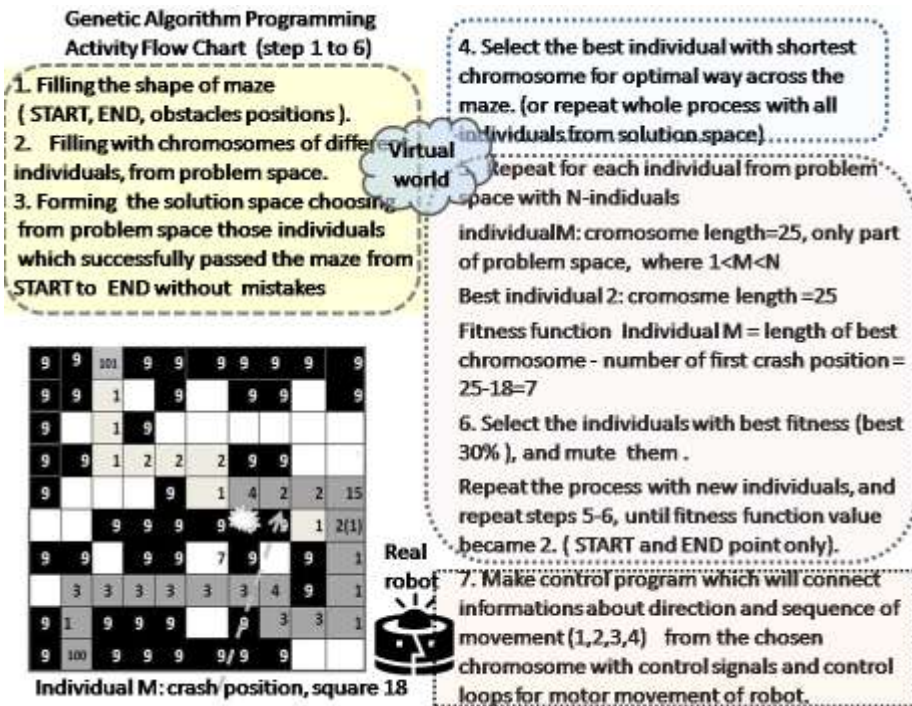 Genetic Algorithm Programming
Activity Flow Chart (step 1 to 6)
1. Filling the shape of maze
( START, END, obstacles positions ).
2. Filling with chromosomes of
individuals, from problem space.
3. Forming the solution space choosing
from problem space those individuals
which successfully passed the maze from
START to END without mistakes
Virtual
world
4. Select the best individual with shortest
chromosome for optimal way across the
maze. (or repeat whole process with all
individuals from solution space)
Repeat for each individual from problem
space with N-indiduals
individualM: cromosome length=25, only part
of problem space, where 1<M<N
Best individual 2: cromosme length =25
Fitness function Individual M = length of best
chromosome - number of first crash position =
25-18=7
6. Select the individuals with best fitness (best
30% ), and mute them .
Repeat the process with new individuals, and
repeat steps 5-6, until fitness function value
became 2. ( START and END point only).
7. Make control program which will connect
informations about direction and sequence of
movement (1,2,3,4) from the chosen
chromosome with control signals and control
loops for motor movement of robot.
9 9 101 9 9 9 9 9 9 9
9 9 1 9 9 9 9
9 1 9
9 9 1 2 2 2 9 9
9 9 1 4 2 2 15
9 9 9 9 9 1 2(1)
9 9 9 7 9 9 1
3 3 3 3 3 3 4 9 1
9 1 9 9 9 9 3 3 1
9 100 9 9 9 9 9 9
Real
robot
Individual M: crash position, square 18